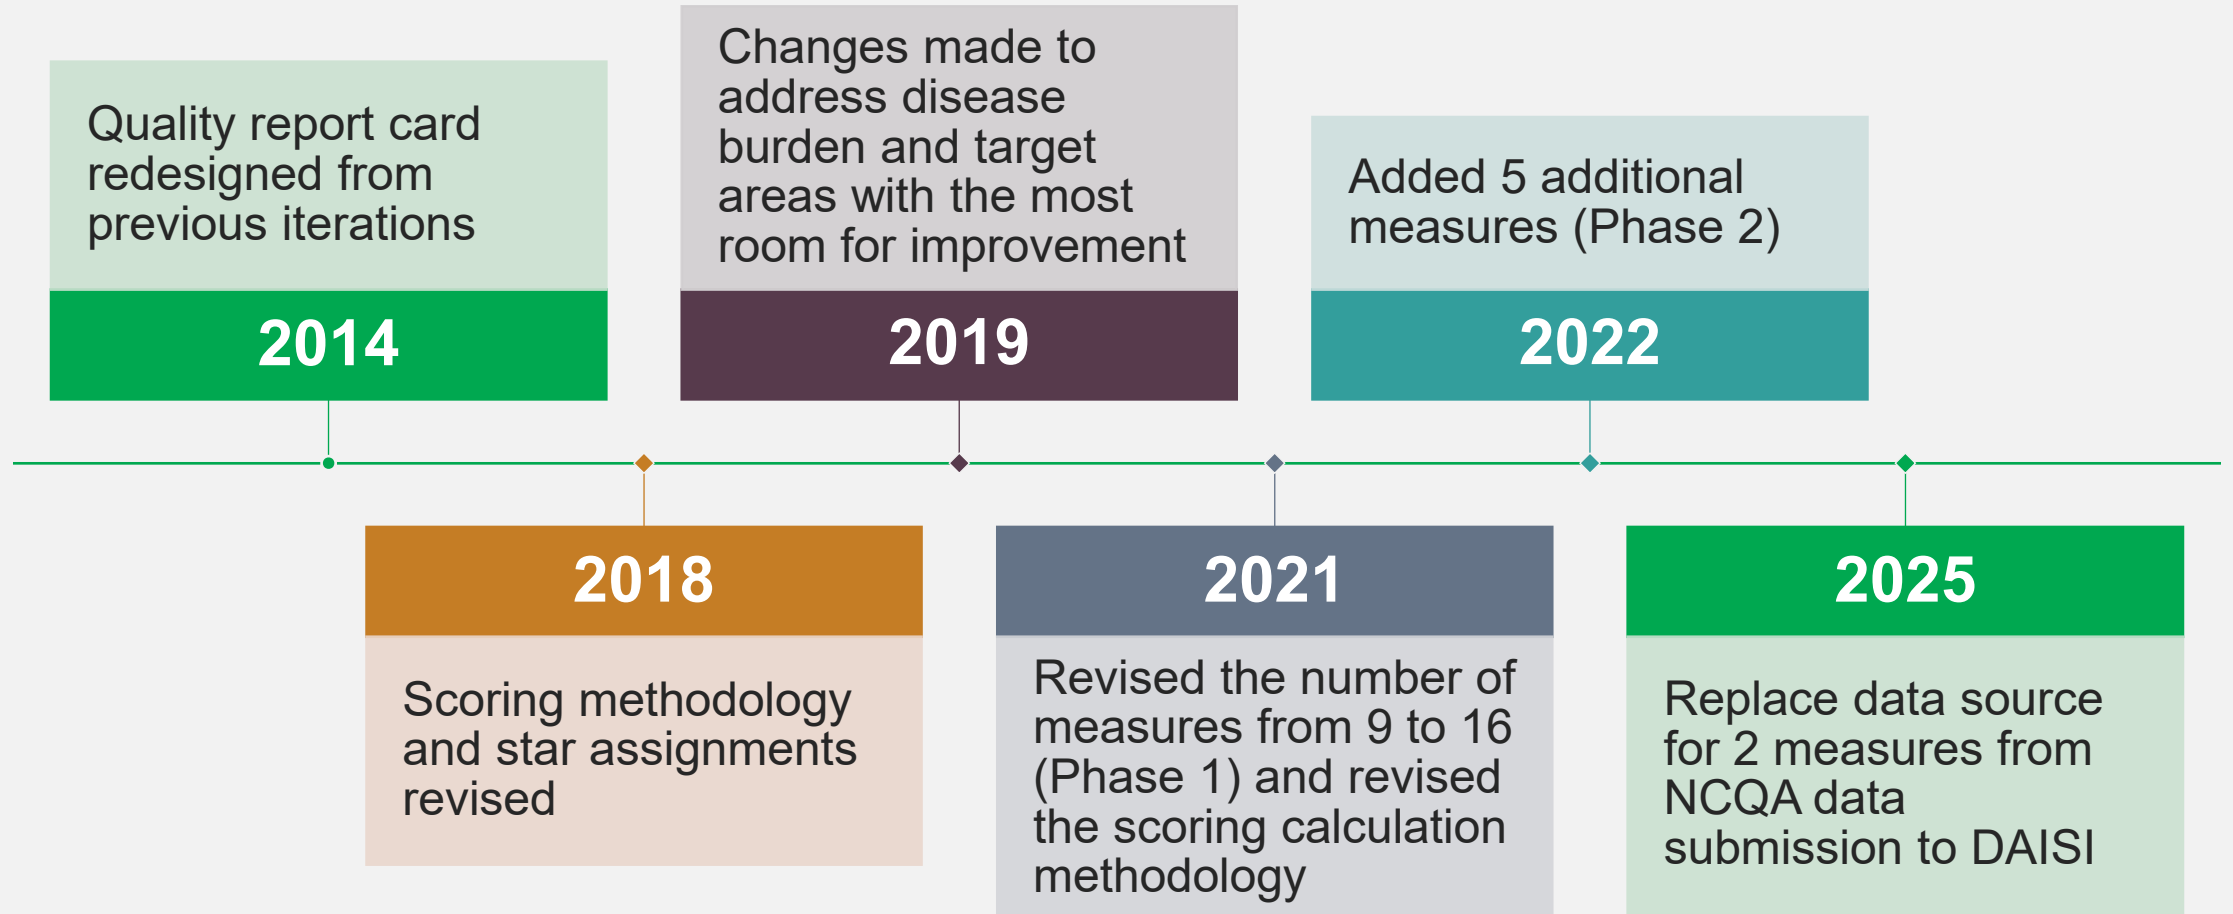 Quality report card
redesigned from
previous iterations
2014
2018
Scoring methodology
and star assignments
revised
Changes made to
address disease
burden and target
areas with the most
room for improvement
2019
2021
Revised the number of
measures from 9 to 16
(Phase 1) and revised
the scoring calculation
methodology
Added 5 additional
measures (Phase 2)
2022
2025
Replace data source
for 2 measures from
NCQA data
submission to DAISI